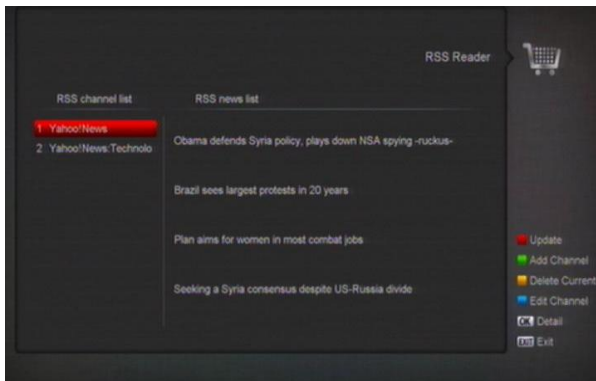 RSS Reader
RSS channel list
RSS news list
1 Yahoo!News
2 Yahoo!News:Technolo
Obama defends Syria policy, plays down NSA spying -ruckus-
Brazil sees largest protests in 20 years
Plan aims for women in most combat jobs
Seeking a Syria consensus despite US-Russia divide
Update
Add Channel
Delete Current
Edit Channel
OK Detail
EXIT Exit